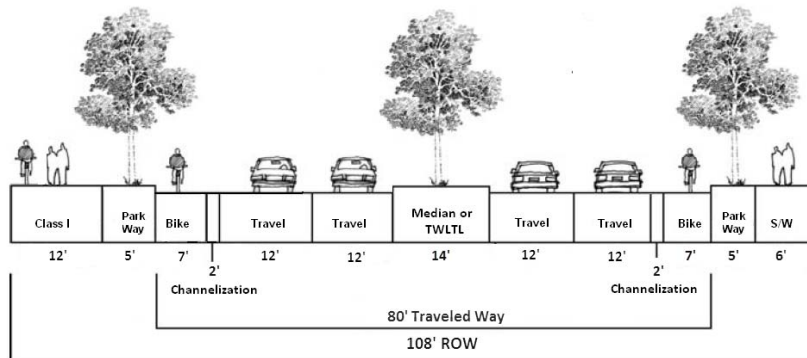 Class I
Park
Way
Bike
Travel
Travel
Median or
TWLTL
Travel
Travel
Bike
Park
Way
S/W
12'
5'
7'
2'
12'
12'
14'
12'
12'
2'
7'
5'
6'
Channelization
Channelization
80' Traveled Way
108' ROW